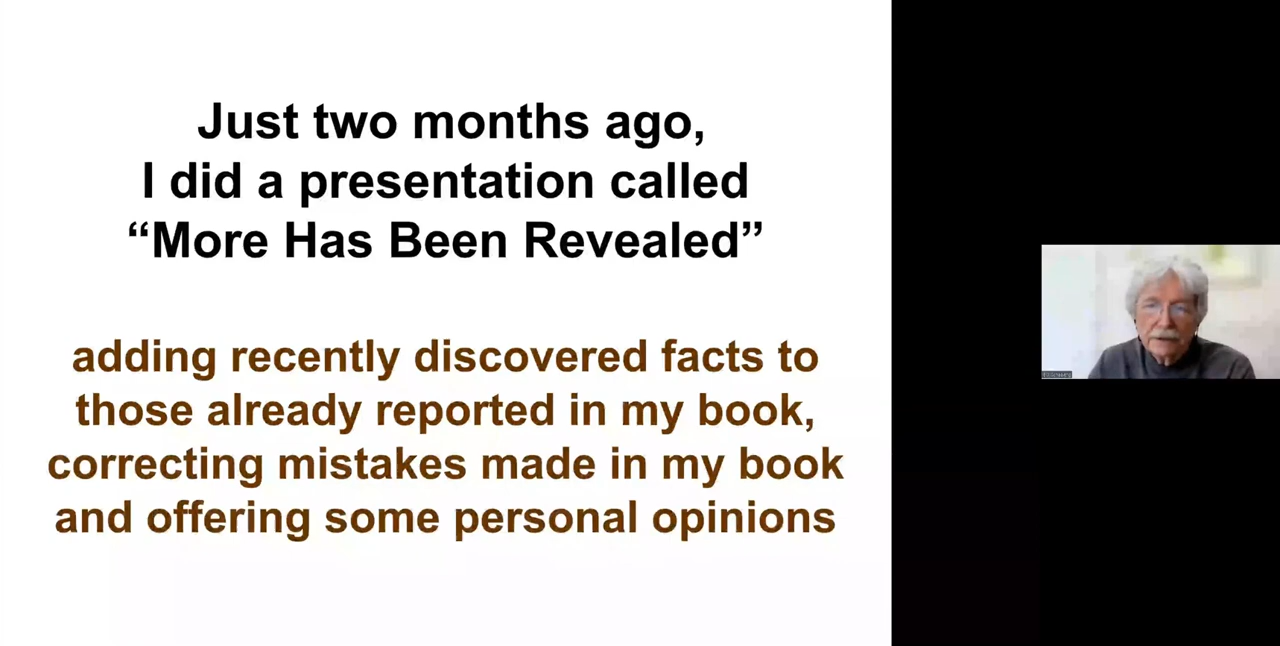 Just two months ago,
I did a presentation called
“More Has Been Revealed”
adding recently discovered facts to
those already reported in my book,
correcting mistakes made in my book
and offering some personal opinions